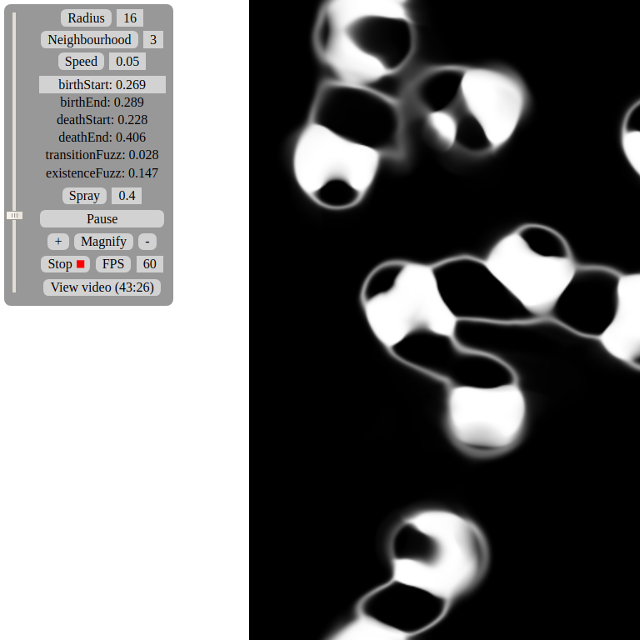 Radius 16
Neighbourhood 3
Speed 0.05
birthStart: 0.269
birthEnd: 0.289
deathStart: 0.228
deathEnd: 0.406
transitionFuzz: 0.028
existenceFuzz: 0.147
Spray 0.4
Pause
+ Magnify -
Stop FPS 60
View video (43:26)